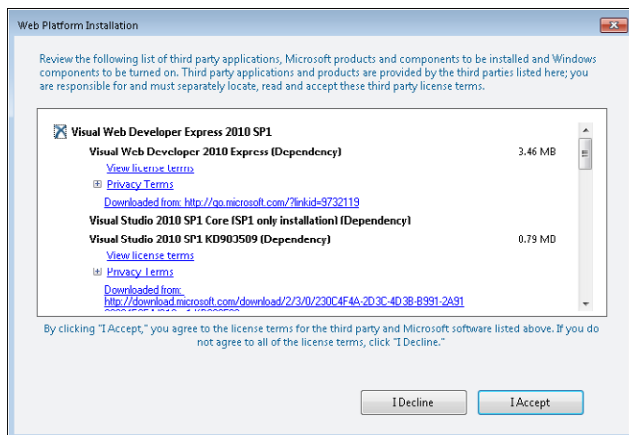 Web Platform Installation
Review the following list of third party applications, Microsoft products and components to be installed and Windows
components to be turned on. Third party applications and products are provided by the third parties listed here; you
are responsible for and must separately locate, read and accept these third party license terms.
Visual Web Developer Express 2010 SP1
Visual Web Developer 2010 Express (Dependency) 3.46 MB
View license terms
Privacy Terms
Downloaded from: http://go.microsoft.com/?linkid=9732119
Visual Studio 2010 SP1 Core (SP1 only installation) (Dependency)
Visual Studio 2010 SP1 KB983509 (Dependency) 0.79 MB
View license terms
Privacy Terms
Downloaded from:
http://download.microsoft.com/download/2/3/0/230C4F4A-2D3C-4D3B-B991-2A91
By clicking "I Accept," you agree to the license terms for the third party and Microsoft software listed above. If you do
not agree to all of the license terms, click "I Decline."
I Decline
I Accept